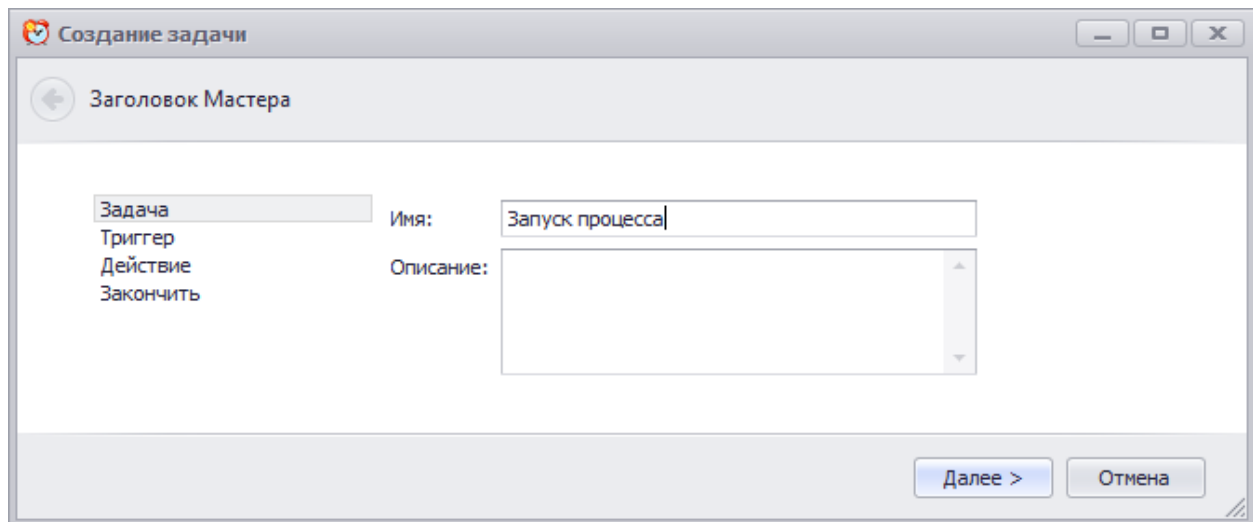 Создание задачи
Заголовок Мастера
Задача
Триггер
Действие
Закончить
Имя: Запуск процесса
Описание:
Далее > Отмена